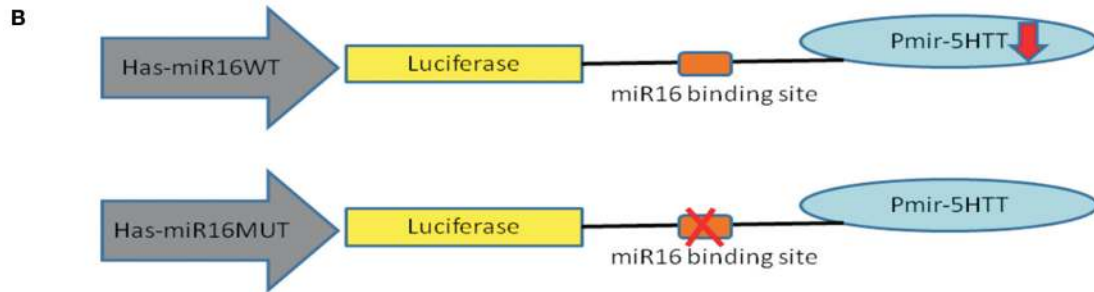 B
Has-miR16WT
Luciferase
miR16 binding site
Pmir-5HTT
Has-miR16MUT
Luciferase
miR16 binding site
Pmir-5HTT